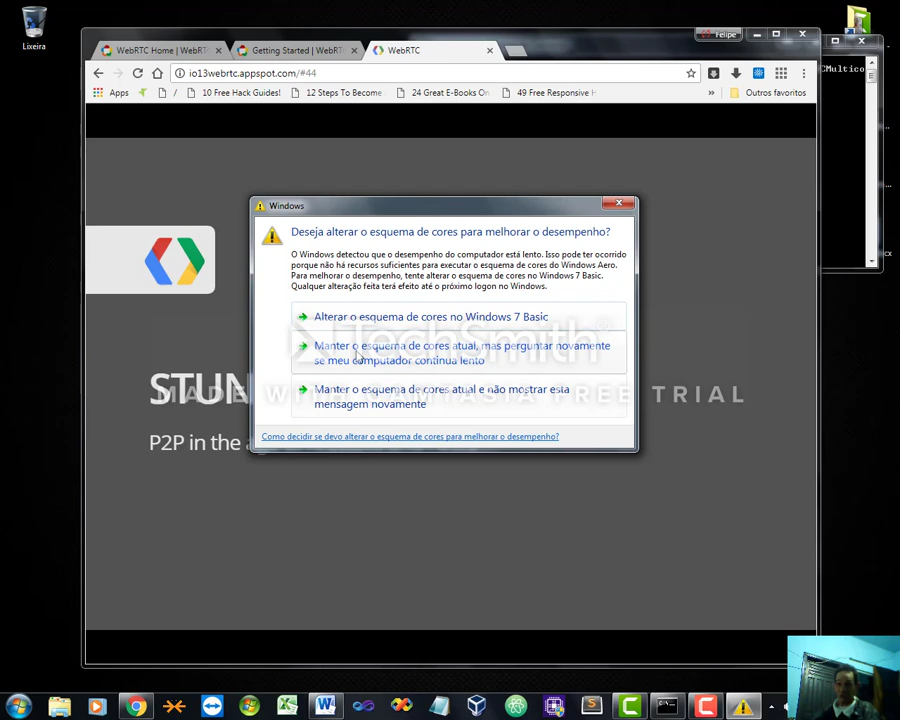 Lixeira
Felipe
WebRTC Home | WebRT
Getting Started | WebRT
WebRTC
io13webrtc.appspot.com/#44
Apps
/
10 Free Hack Guides!
12 Steps To Become
24 Great E-Books On
49 Free Responsive H
»
Outros favoritos
CMultico
Windows
Deseja alterar o esquema de cores para melhorar o desempenho?
O Windows detectou que o desempenho do computador está lento. Isso pode ter ocorrido
porque não há recursos suficientes para executar o esquema de cores do Windows Aero.
Para melhorar o desempenho, tente alterar o esquema de cores no Windows 7 Basic.
Qualquer alteração feita terá efeito até o próximo logon no Windows.
Alterar o esquema de cores no Windows 7 Basic
Manter o esquema de cores atual, mas perguntar novamente
se meu computador continua lento
Manter o esquema de cores atual e não mostrar esta
mensagem novamente
Como decidir se devo alterar o esquema de cores para melhorar o desempenho?
TechSmith
MADE WITH CAMTASIA FREE TRIAL
STUN
P2P in the a